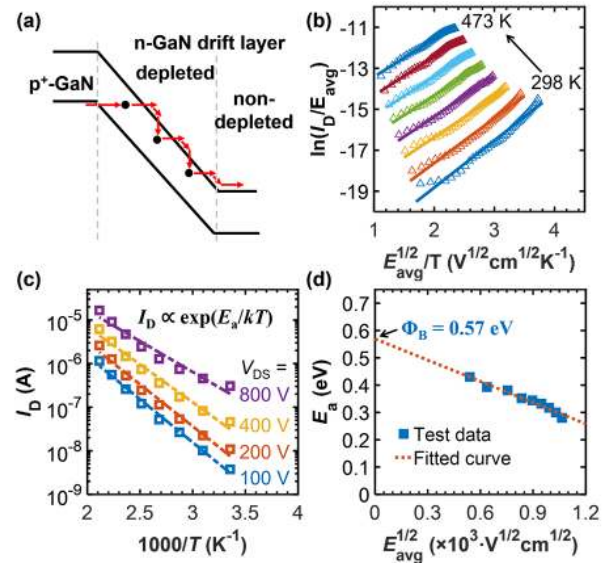 (a)
n-GaN drift layer
depleted
p⁺-GaN
non-
depleted
(b)
-11
-13
-15
-17
-19
ln(I_D/E_avg)
473 K
298 K
1 2 3 4
E_avg^1/2/T (V^1/2cm^1/2K^-1)
(c)
I_D ∝ exp(E_a/kT)
10^-5
10^-6
10^-7
10^-8
10^-9
I_D (A)
V_DS =
800 V
400 V
200 V
100 V
2 2.5 3 3.5 4
1000/T (K^-1)
(d)
0.7
0.6
0.5
0.4
0.3
0.2
0.1
0
E_a (eV)
Φ_B = 0.57 eV
Test data
Fitted curve
0 0.3 0.6 0.9 1.2
E_avg^1/2 (×10^3·V^1/2cm^1/2)